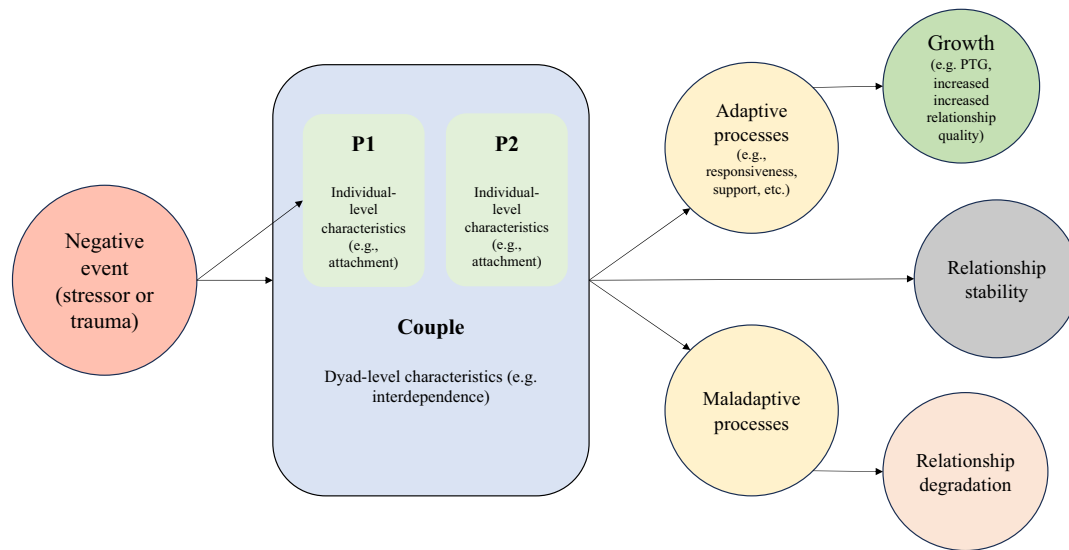 Negative
event
(stressor or
trauma)
P1
Individual-
level
characteristics
(e.g.,
attachment)
P2
Individual-
level
characteristics
(e.g.,
attachment)
Couple
Dyad-level characteristics (e.g.
interdependence)
Adaptive
processes
(e.g.,
responsiveness,
support, etc.)
Growth
(e.g. PTG,
increased
increased
relationship
quality)
Relationship
stability
Maladaptive
processes
Relationship
degradation